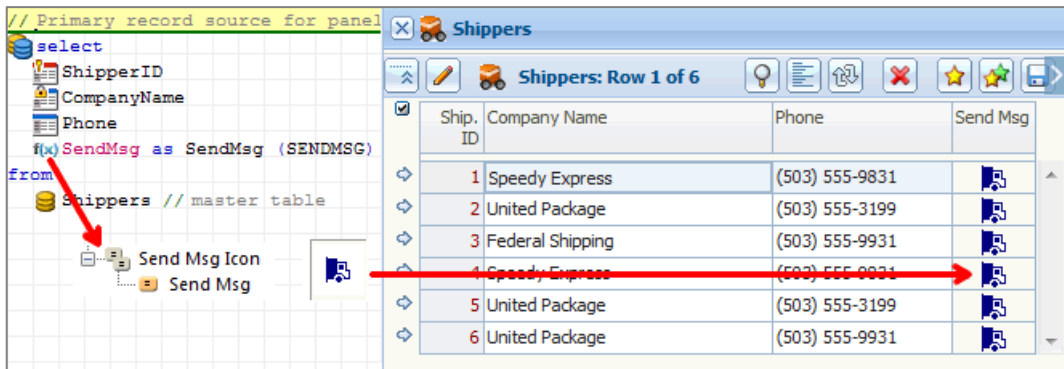 // Primary record source for panel
select
ShipperID
CompanyName
Phone
f(x) SendMsg as SendMsg (SENDMSG)
from
Shippers // master table
Send Msg Icon
Send Msg
Shippers
Shippers: Row 1 of 6
Ship. ID Company Name Phone Send Msg
1 Speedy Express (503) 555-9831
2 United Package (503) 555-3199
3 Federal Shipping (503) 555-9931
4 Speedy Express (503) 555-9831
5 United Package (503) 555-3199
6 United Package (503) 555-9931